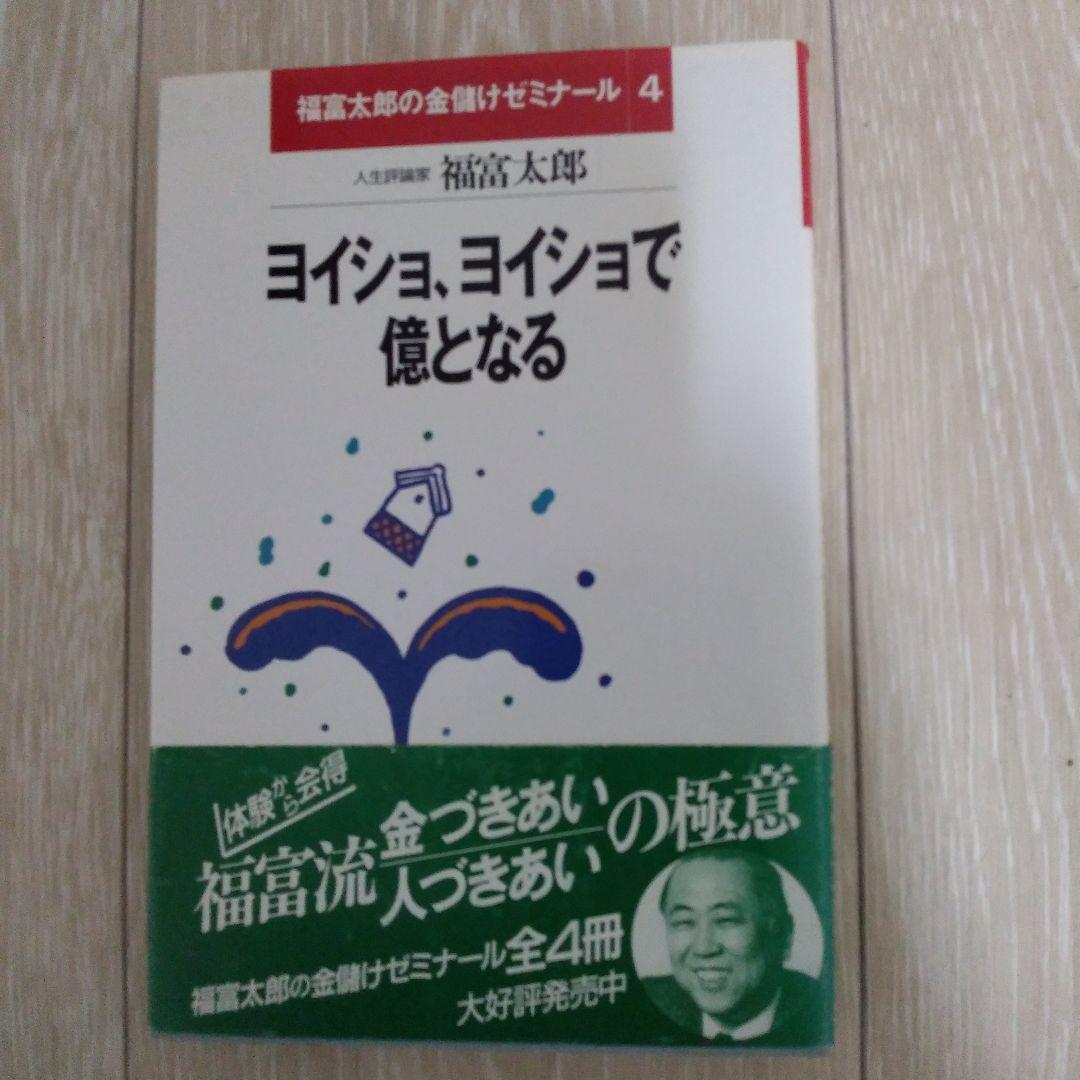 福富太郎の金儲けゼミナール 4
人生評論家 福富太郎
ヨイショ、ヨイショで
億となる
体験から会得
福富流 金づきあい 人づきあい の極意
福富太郎の金儲けゼミナール全4冊
大好評発売中